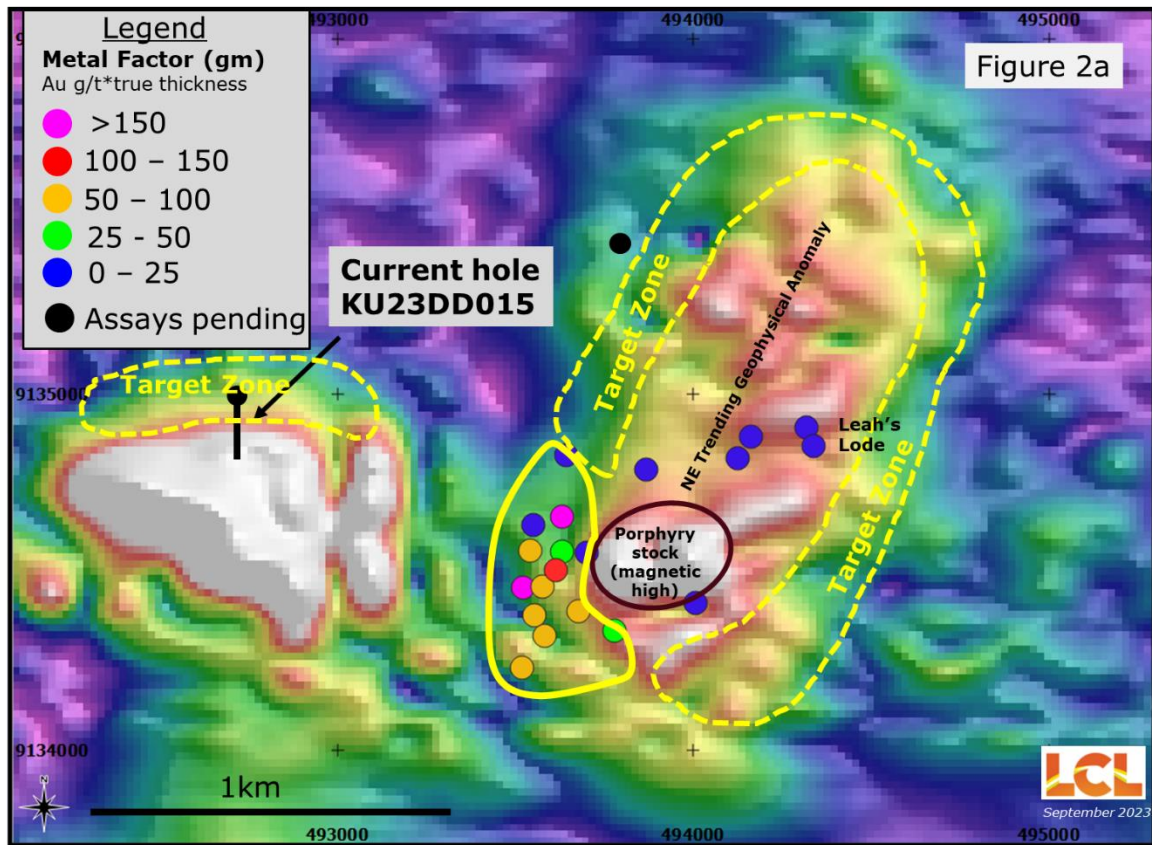 493000
494000
495000
Legend
Metal Factor (gm)
Au g/t*true thickness
>150
100 – 150
50 – 100
25 - 50
0 – 25
Assays pending
Figure 2a
Current hole
KU23DD015
Target Zone
9135000
Target Zone
NE Trending Geophysical Anomaly
Leah's
Lode
Target Zone
Porphyry
stock
(magnetic
high)
9134000
N
1km
LCL
September 2023
493000
494000
495000